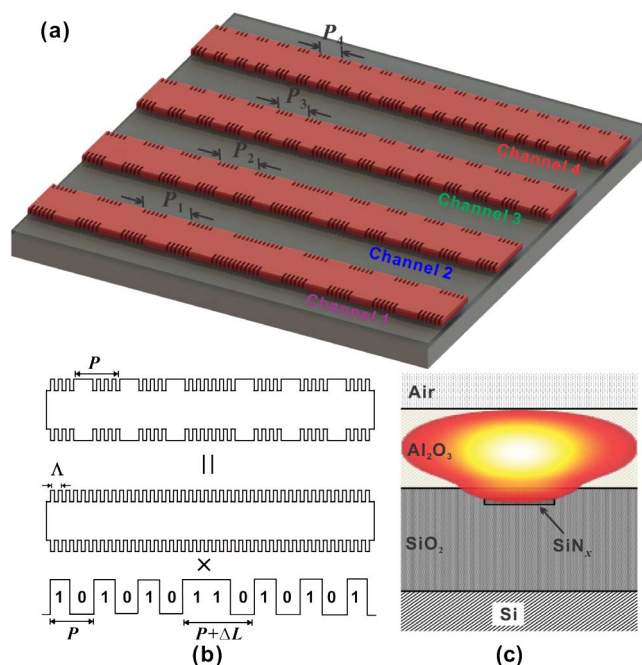 (a)
P₄
P₃
P₂
P₁
Channel 4
Channel 3
Channel 2
Channel 1
P
Λ
×
1 0 1 0 1 0 1 1 0 1 0 1 0 1
P
P+ΔL
(b)
Air
Al₂O₃
SiO₂
SiNₓ
Si
(c)